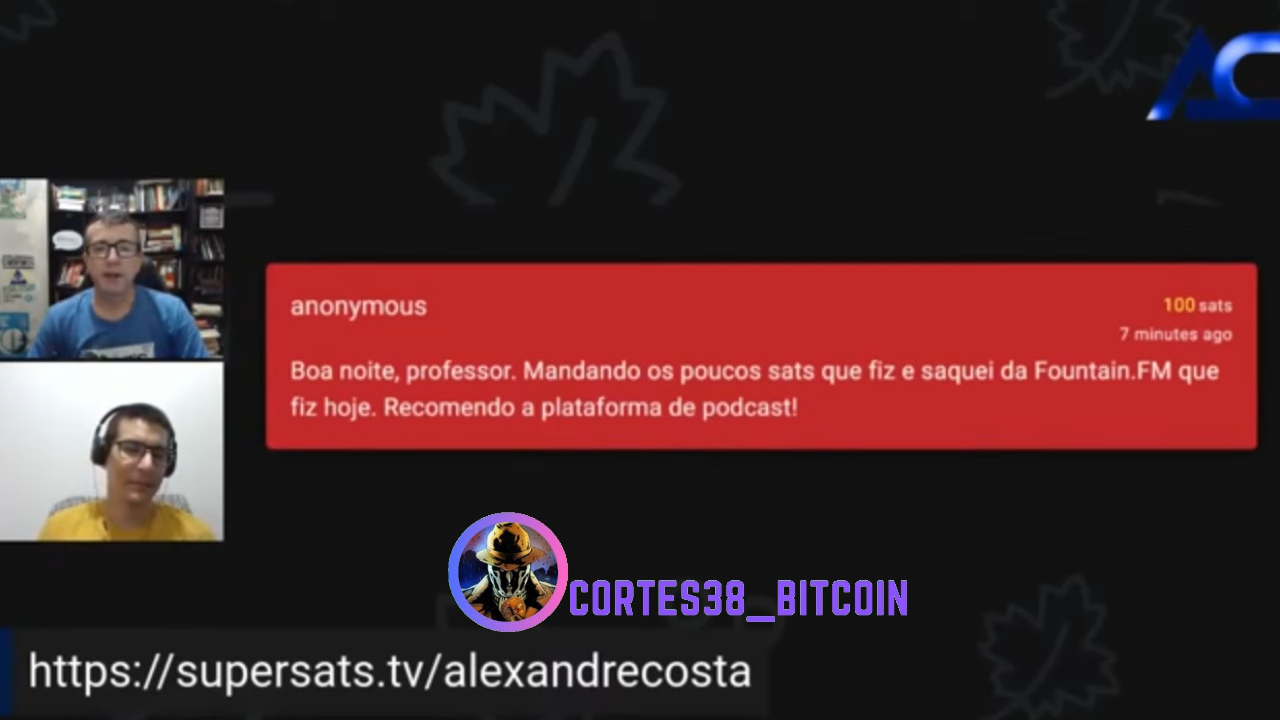 AC
anonymous
100 sats
7 minutes ago
Boa noite, professor. Mandando os poucos sats que fiz e saquei da Fountain.FM que
fiz hoje. Recomendo a plataforma de podcast!
CORTES38_BITCOIN
https://supersats.tv/alexandrecosta